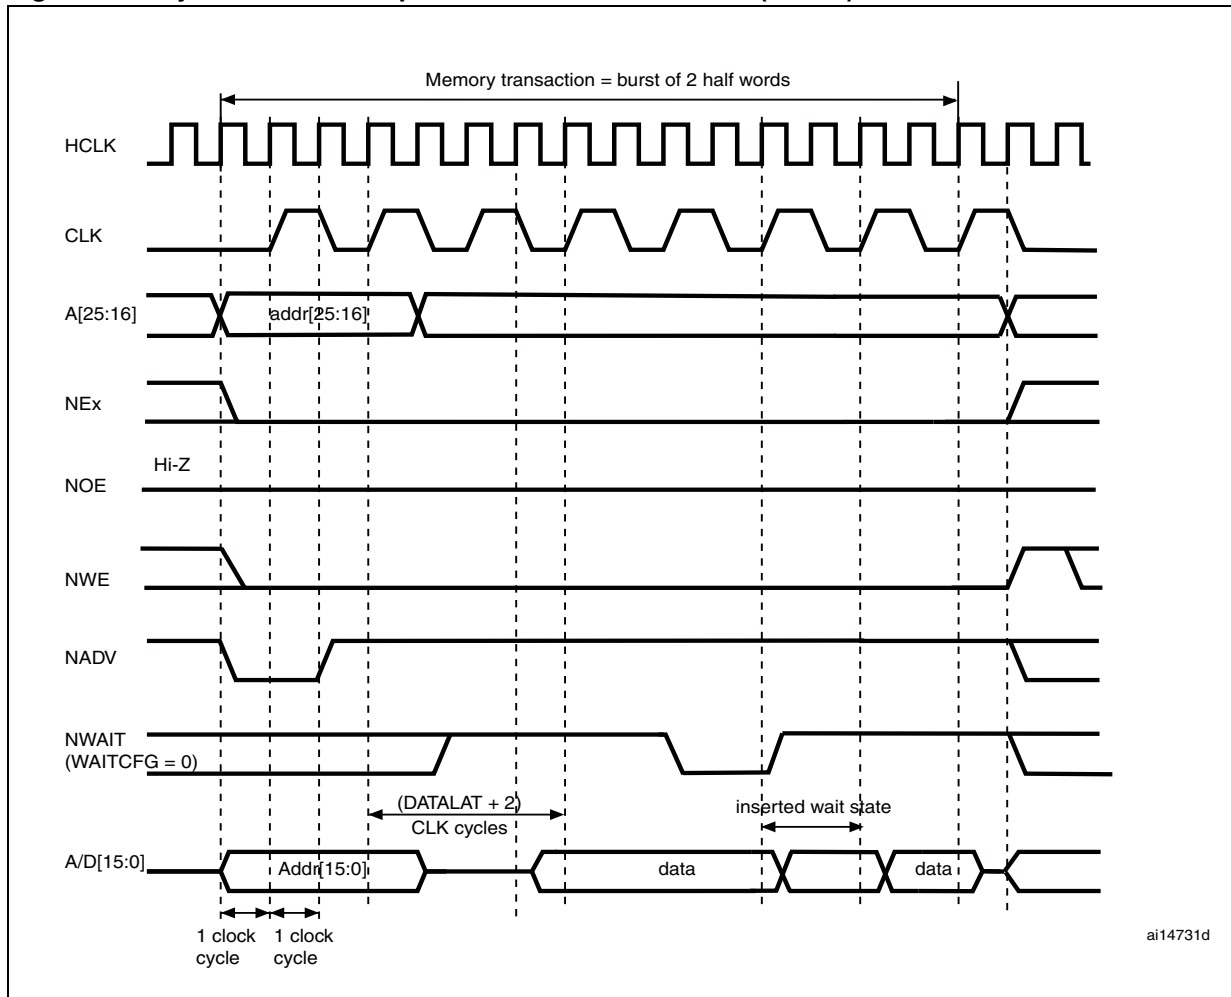 Memory transaction = burst of 2 half words
HCLK
CLK
A[25:16]
addr[25:16]
NEx
Hi-Z
NOE
NWE
NADV
NWAIT
(WAITCFG = 0)
(DATALAT + 2)
CLK cycles
inserted wait state
A/D[15:0]
Addr[15:0]
data
data
1 clock
cycle
1 clock
cycle
ai14731d